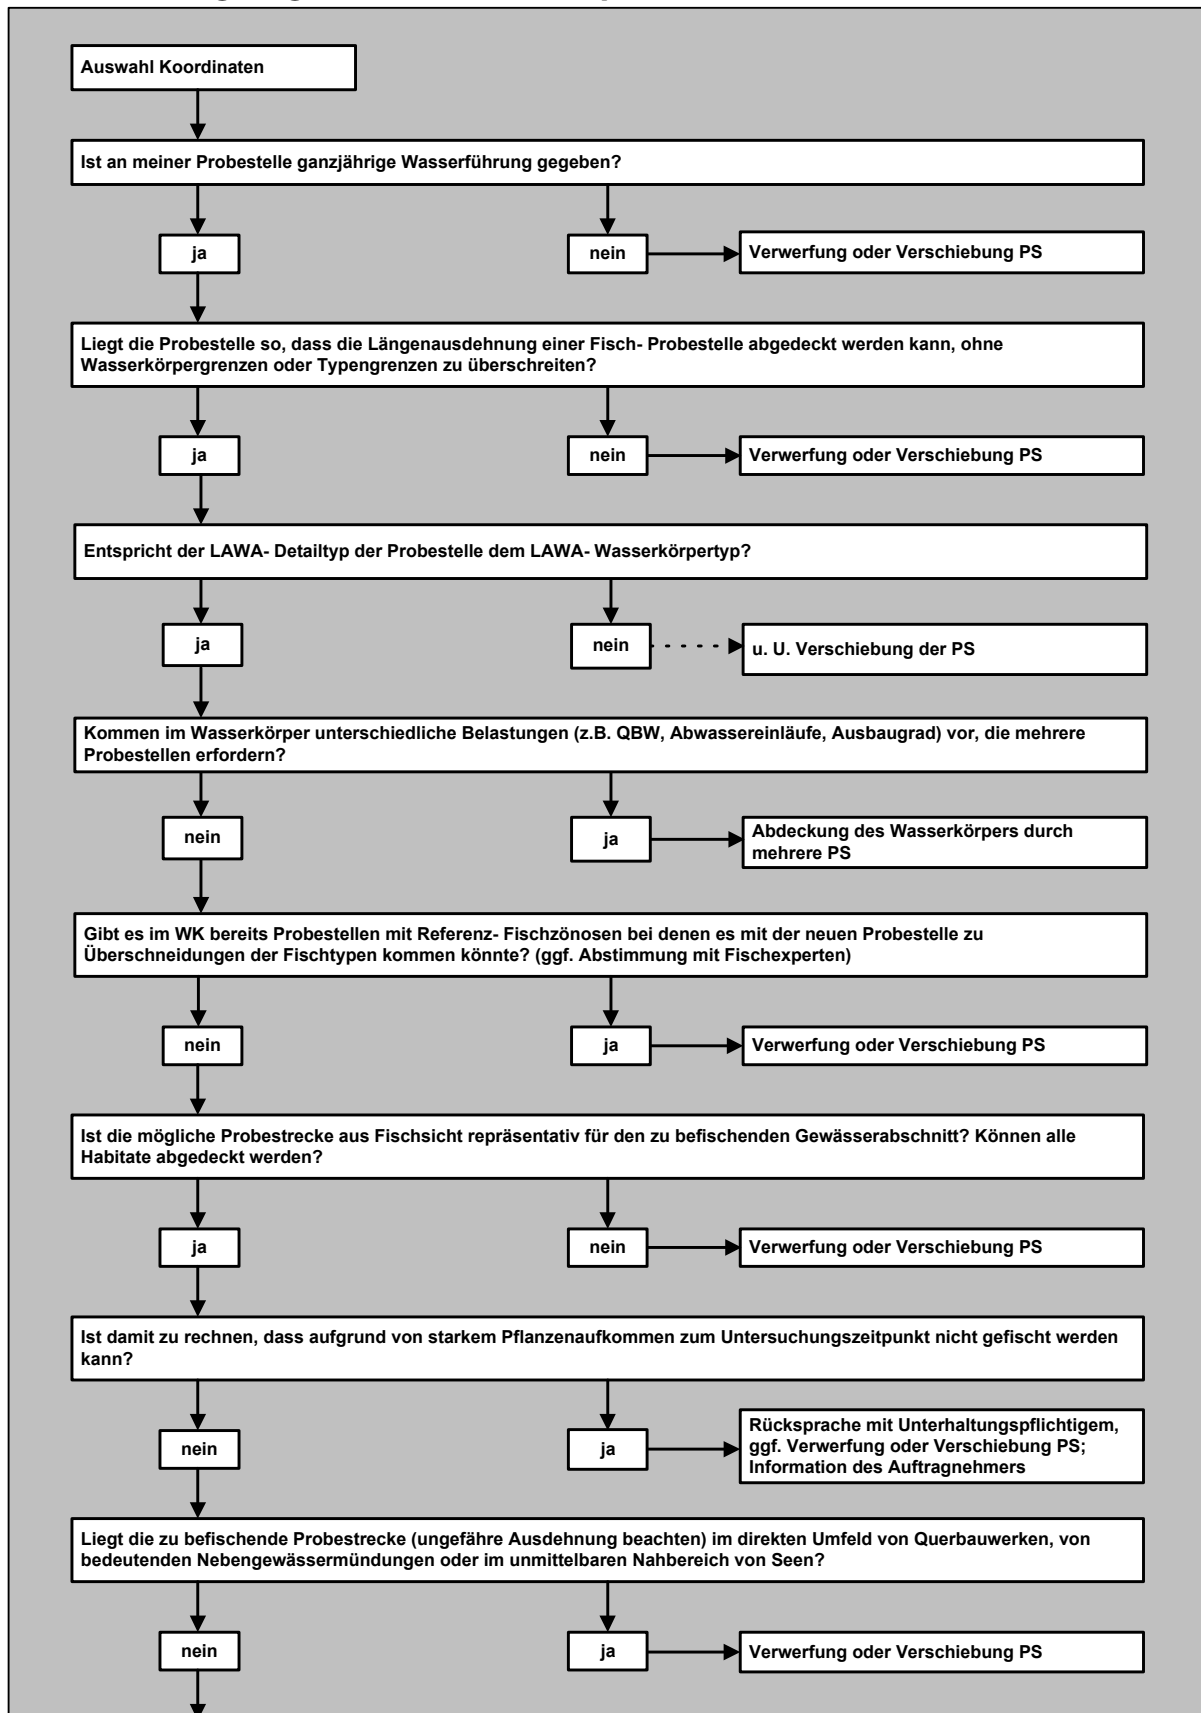 Auswahl Koordinaten
Ist an meiner Probestelle ganzjährige Wasserführung gegeben?
ja
nein
Verwerfung oder Verschiebung PS
Liegt die Probestelle so, dass die Längenausdehnung einer Fisch- Probestelle abgedeckt werden kann, ohne
Wasserkörpergrenzen oder Typengrenzen zu überschreiten?
ja
nein
Verwerfung oder Verschiebung PS
Entspricht der LAWA- Detailtyp der Probestelle dem LAWA- Wasserkörpertyp?
ja
nein
u. U. Verschiebung der PS
Kommen im Wasserkörper unterschiedliche Belastungen (z.B. QBW, Abwassereinläufe, Ausbaugrad) vor, die mehrere
Probestellen erfordern?
nein
ja
Abdeckung des Wasserkörpers durch
mehrere PS
Gibt es im WK bereits Probestellen mit Referenz- Fischzönosen bei denen es mit der neuen Probestelle zu
Überschneidungen der Fischtypen kommen könnte? (ggf. Abstimmung mit Fischexperten)
nein
ja
Verwerfung oder Verschiebung PS
Ist die mögliche Probestrecke aus Fischsicht repräsentativ für den zu befischenden Gewässerabschnitt? Können alle
Habitate abgedeckt werden?
ja
nein
Verwerfung oder Verschiebung PS
Ist damit zu rechnen, dass aufgrund von starkem Pflanzenaufkommen zum Untersuchungszeitpunkt nicht gefischt werden
kann?
nein
ja
Rücksprache mit Unterhaltungspflichtigem,
ggf. Verwerfung oder Verschiebung PS;
Information des Auftragnehmers
Liegt die zu befischende Probestrecke (ungefähre Ausdehnung beachten) im direkten Umfeld von Querbauwerken, von
bedeutenden Nebengewässermündungen oder im unmittelbaren Nahbereich von Seen?
nein
ja
Verwerfung oder Verschiebung PS